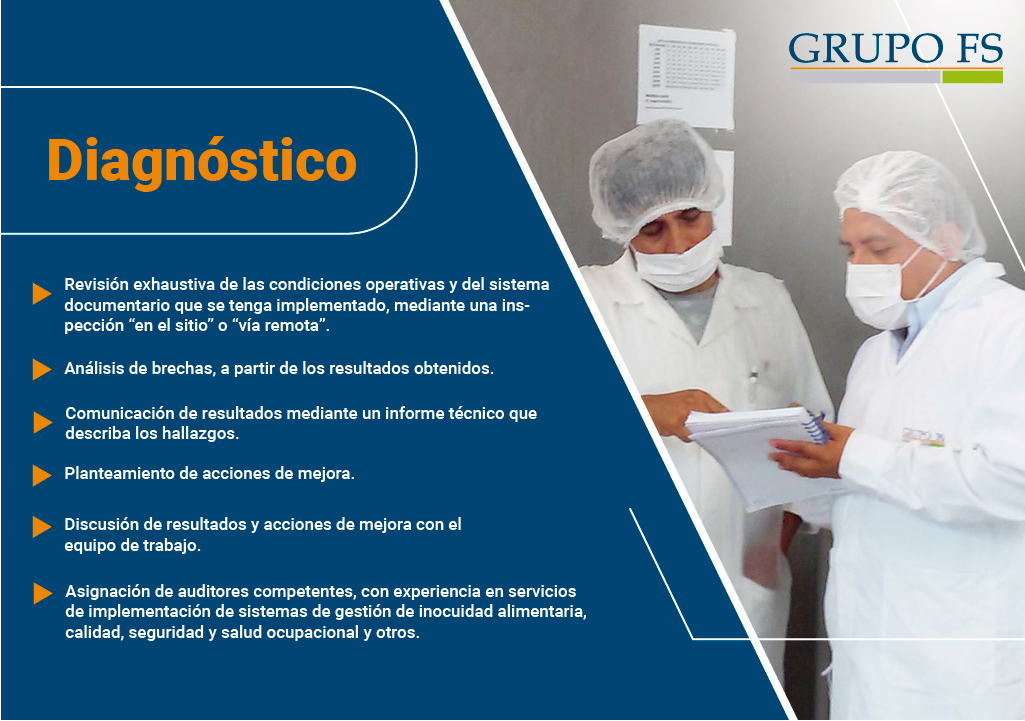 GRUPO FS
Diagnóstico
Revisión exhaustiva de las condiciones operativas y del sistema
documentario que se tenga implementado, mediante una ins-
pección “en el sitio” o “vía remota”.
Análisis de brechas, a partir de los resultados obtenidos.
Comunicación de resultados mediante un informe técnico que
describa los hallazgos.
Planteamiento de acciones de mejora.
Discusión de resultados y acciones de mejora con el
equipo de trabajo.
Asignación de auditores competentes, con experiencia en servicios
de implementación de sistemas de gestión de inocuidad alimentaria,
calidad, seguridad y salud ocupacional y otros.